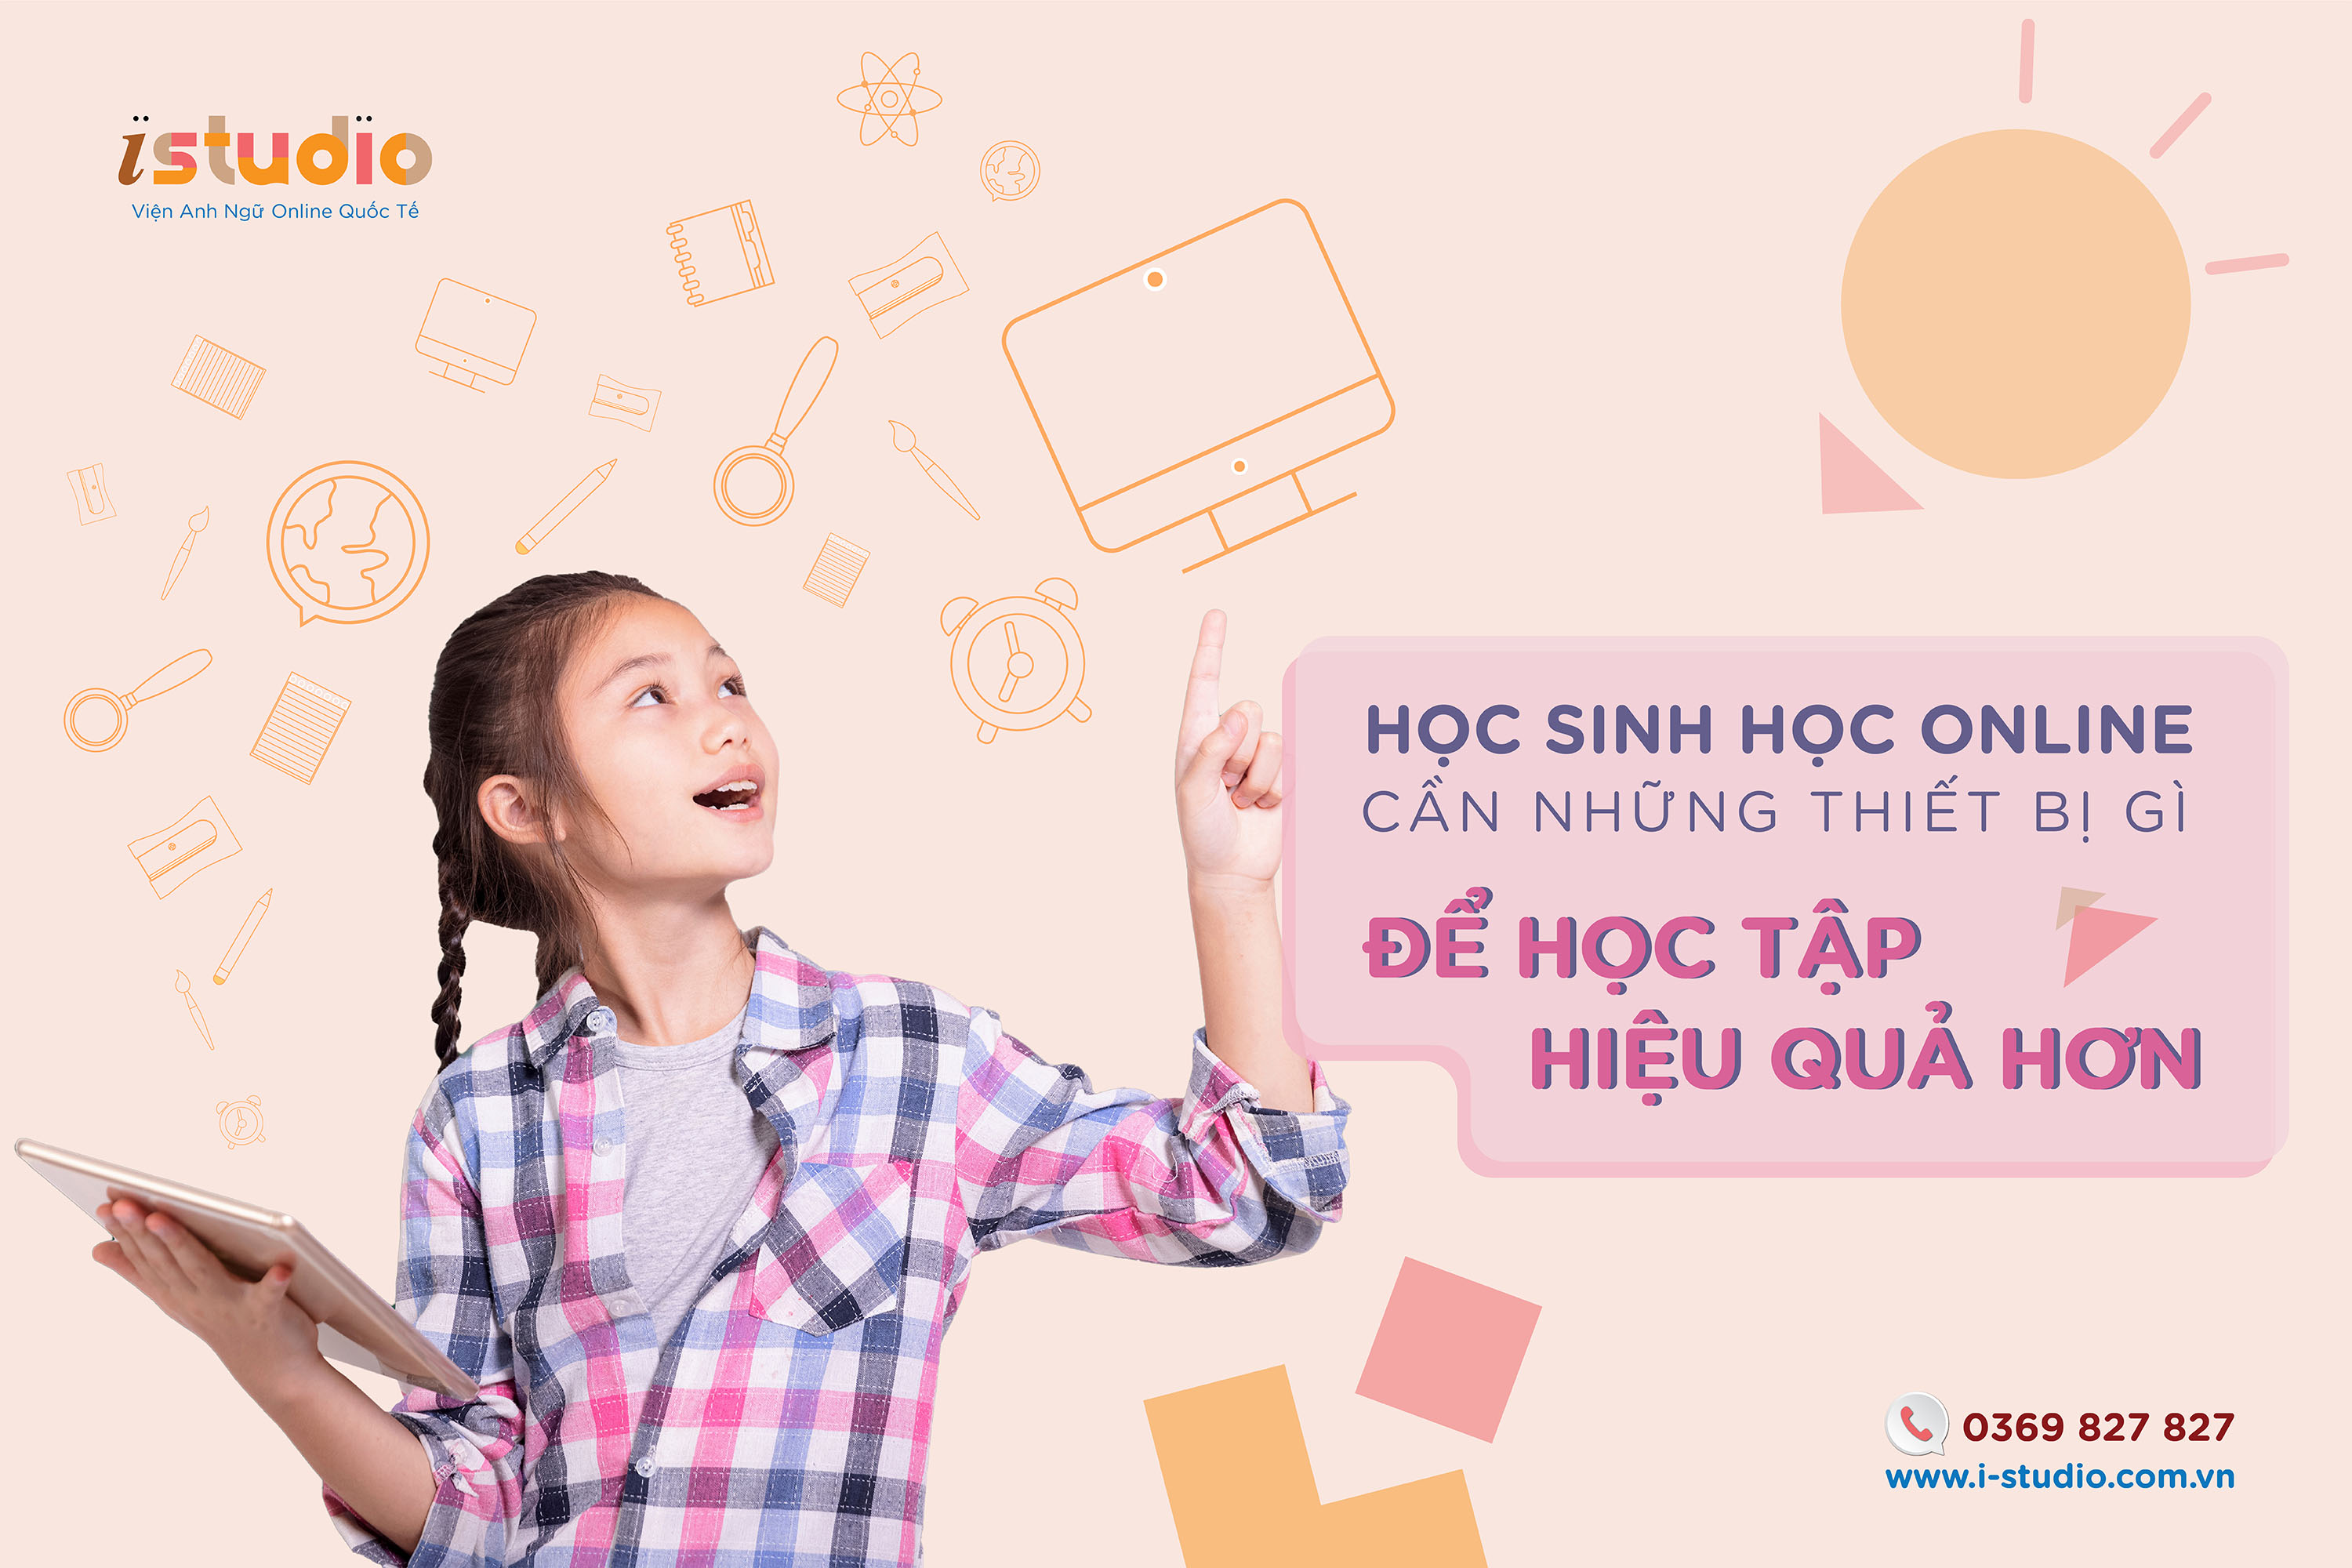 istudio
Viện Anh Ngữ Online Quốc Tế
HỌC SINH HỌC ONLINE
CẦN NHỮNG THIẾT BỊ GÌ
ĐỂ HỌC TẬP
HIỆU QUẢ HƠN
0369 827 827
www.i-studio.com.vn